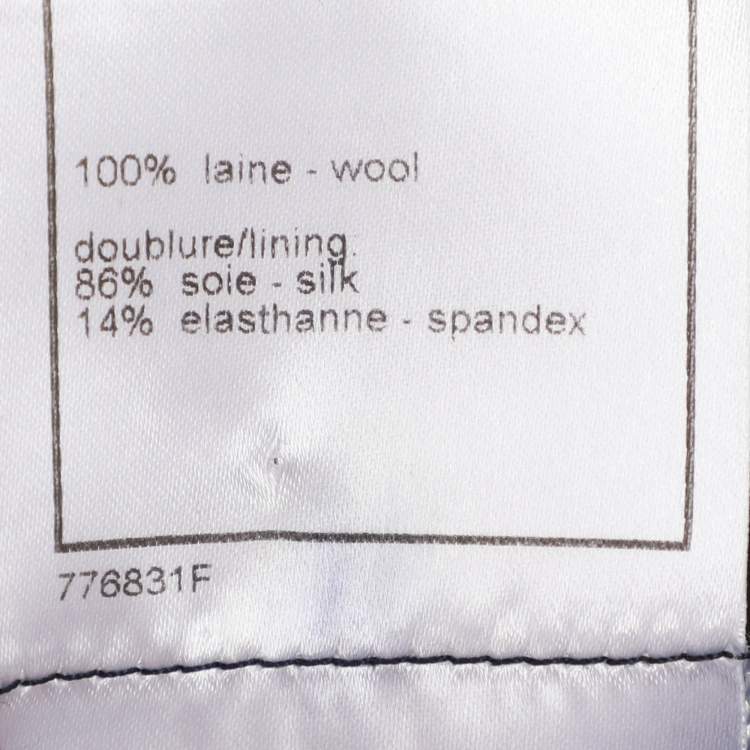 100% laine - wool
doublure/lining:
86% soie - silk
14% elasthanne - spandex
776831F